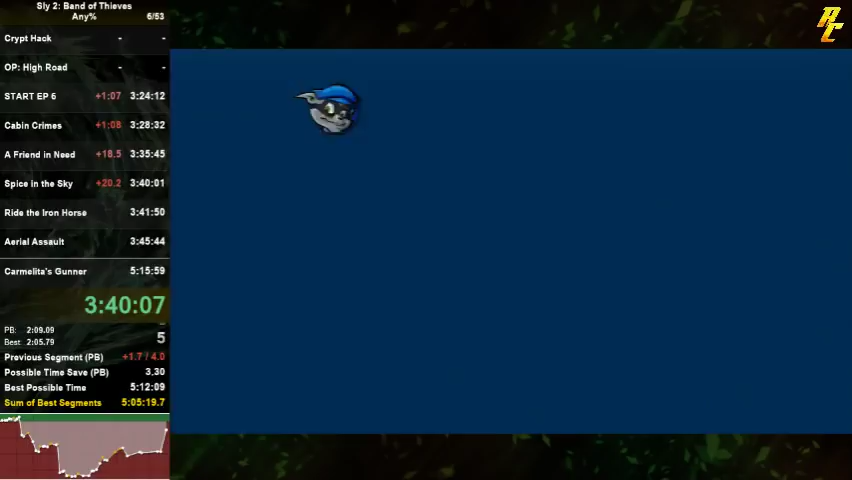 Sly 2: Band of Thieves
Any% 6/53
Crypt Hack - -
OP: High Road - -
START EP 6 +1:07 3:24:12
Cabin Crimes +1:08 3:28:32
A Friend in Need +18.5 3:35:45
Spice in the Sky +20.2 3:40:01
Ride the Iron Horse 3:41:50
Aerial Assault 3:45:44
Carmelita's Gunner 5:15:59
3:40:07
PB: 2:09.09
Best: 2:05.79
5
Previous Segment (PB) +1.7 / 4.0
Possible Time Save (PB) 3.30
Best Possible Time 5:12:09
Sum of Best Segments 5:05:19.7